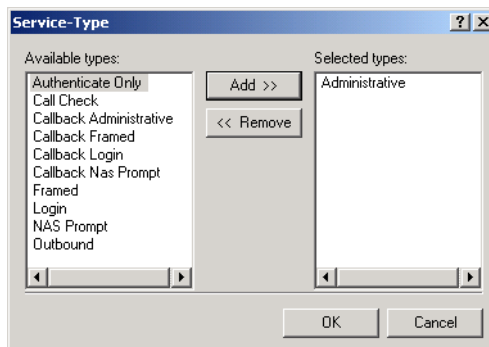 Service-Type
Available types:
Authenticate Only
Call Check
Callback Administrative
Callback Framed
Callback Login
Callback Nas Prompt
Framed
Login
NAS Prompt
Outbound
Add >>
<< Remove
Selected types:
Administrative
OK
Cancel